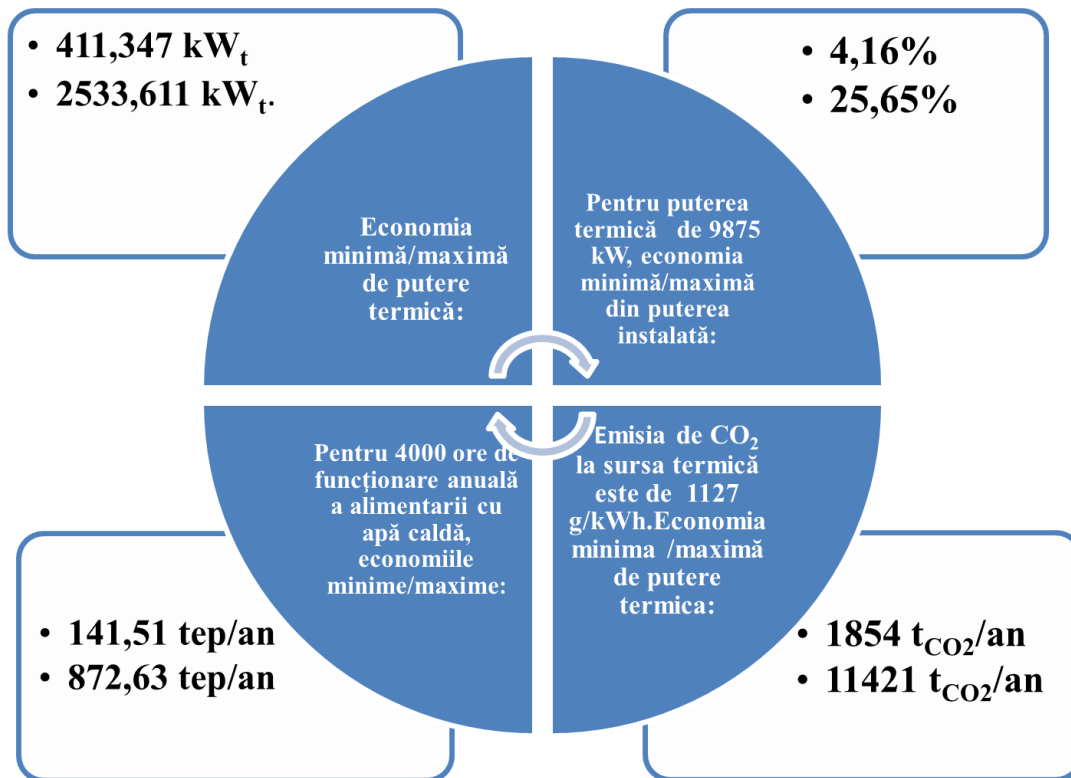 • 411,347 kWt
• 2533,611 kWt.
Economia
minimă/maximă
de putere
termică:
• 4,16%
• 25,65%
Pentru puterea
termică de 9875
kW, economia
minimă/maximă
din puterea
instalată:
Pentru 4000 ore de
funcționare anuală
a alimentarii cu
apă caldă,
economiile
minime/maxime:
• 141,51 tep/an
• 872,63 tep/an
Emisia de CO2
la sursa termică
este de 1127
g/kWh.Economia
minima /maximă
de putere
termica:
• 1854 tCO2/an
• 11421 tCO2/an